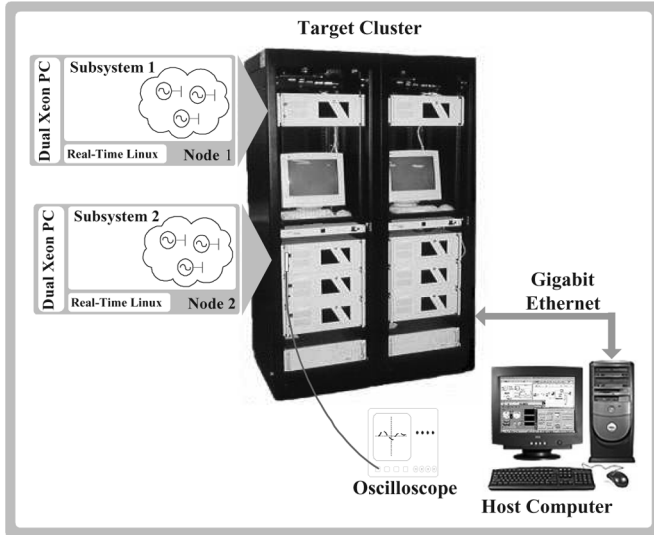 Target Cluster
Dual Xeon PC
Subsystem 1
Real-Time Linux
Node 1
Dual Xeon PC
Subsystem 2
Real-Time Linux
Node 2
Gigabit
Ethernet
Oscilloscope
Host Computer